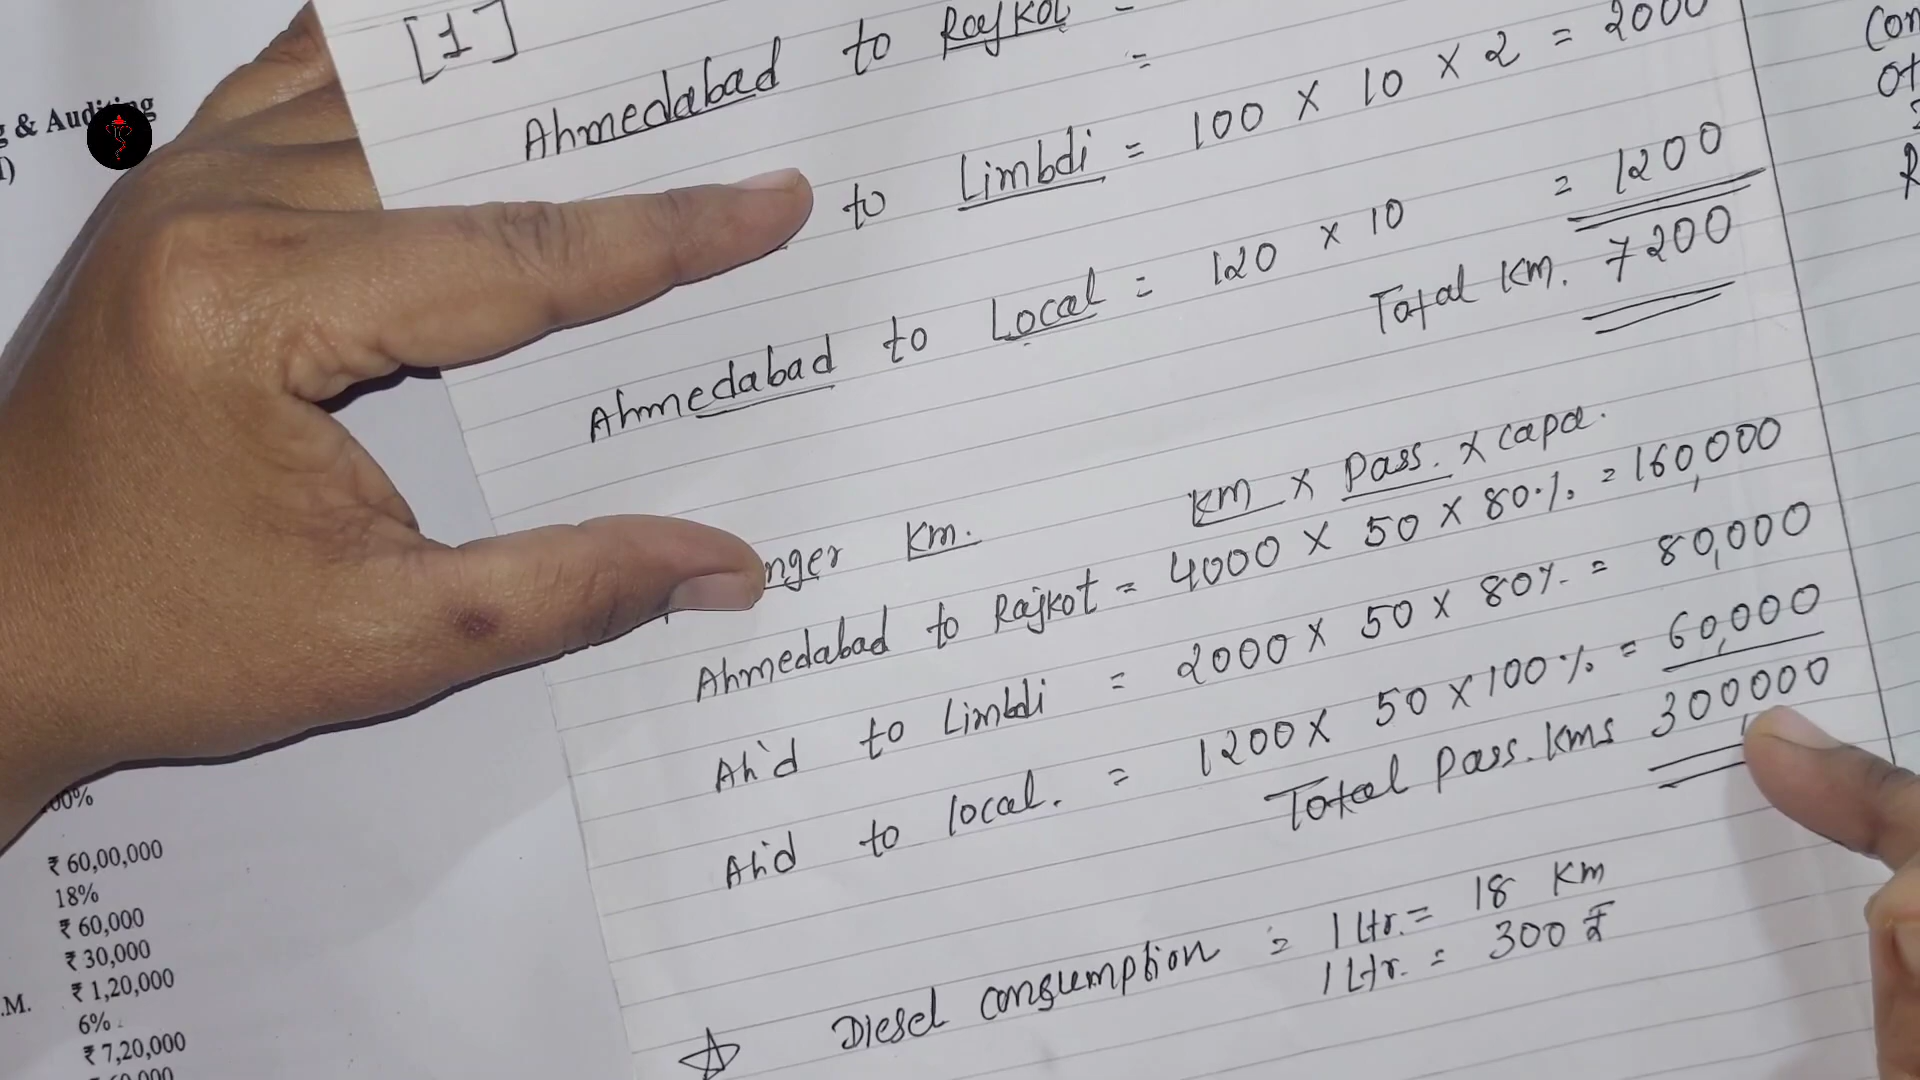 & Auditing
[1]
Ahmedabad to Rajkot =
=
to Limbdi = 100 x 10 x 2 = 2000
Ahmedabad to Local = 120 x 10 = 1200
Total Km. 7200
nger Km. Km x Pass. x capa.
Ahmedabad to Rajkot = 4000 x 50 x 80% = 160,000
Ah'd to Limbdi = 2000 x 50 x 80% = 80,000
Ah'd to local. = 1200 x 50 x 100% = 60,000
Total Pass. Kms 300000
Diesel consumption = 1 Ltr. = 18 Km
1 Ltr. = 300 ₹
00%
₹ 60,00,000
18%
₹ 60,000
₹ 30,000
.M. ₹ 1,20,000
6%
₹ 7,20,000